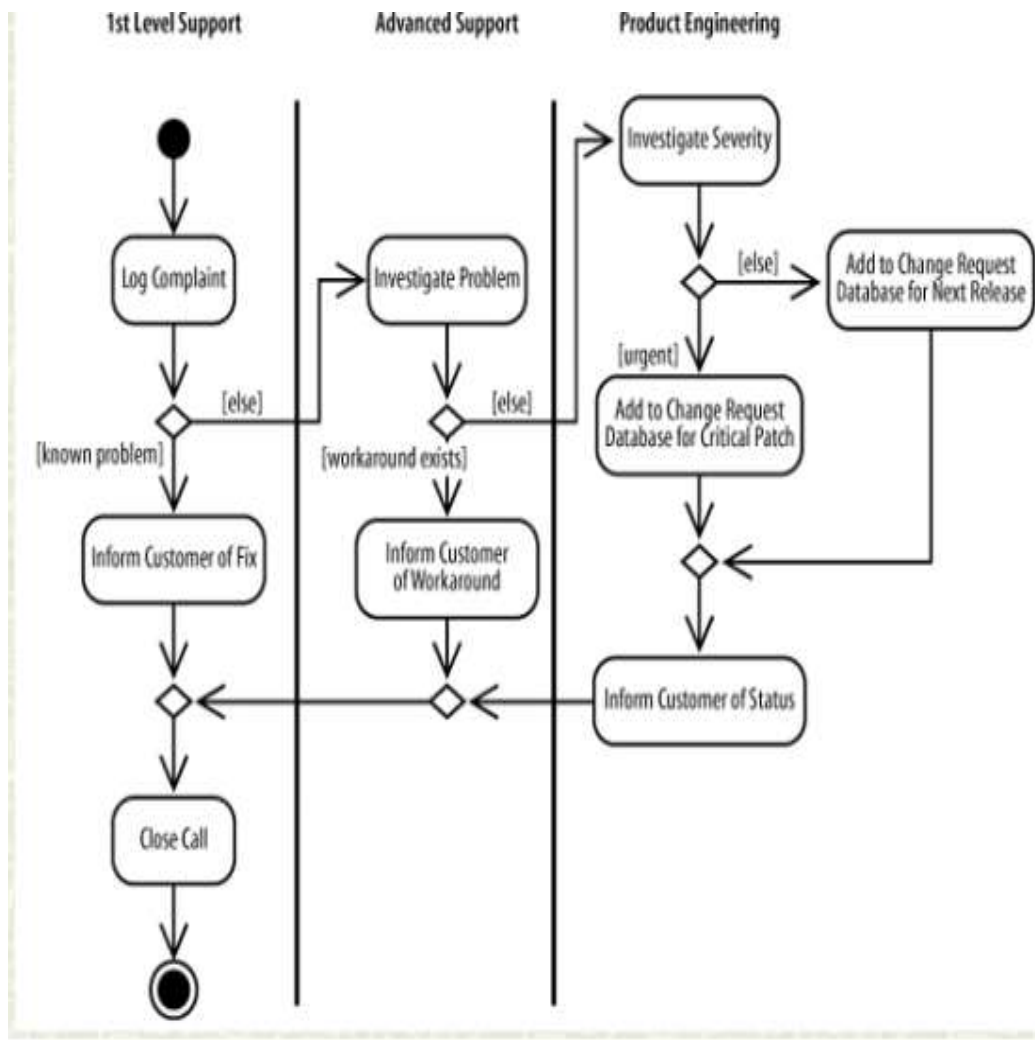 1st Level Support
Advanced Support
Product Engineering
Investigate Severity
Log Complaint
Investigate Problem
[else]
Add to Change Request
Database for Next Release
[urgent]
[else]
[else]
Add to Change Request
Database for Critical Patch
[known problem]
[workaround exists]
Inform Customer of Fix
Inform Customer
of Workaround
Inform Customer of Status
Close Call